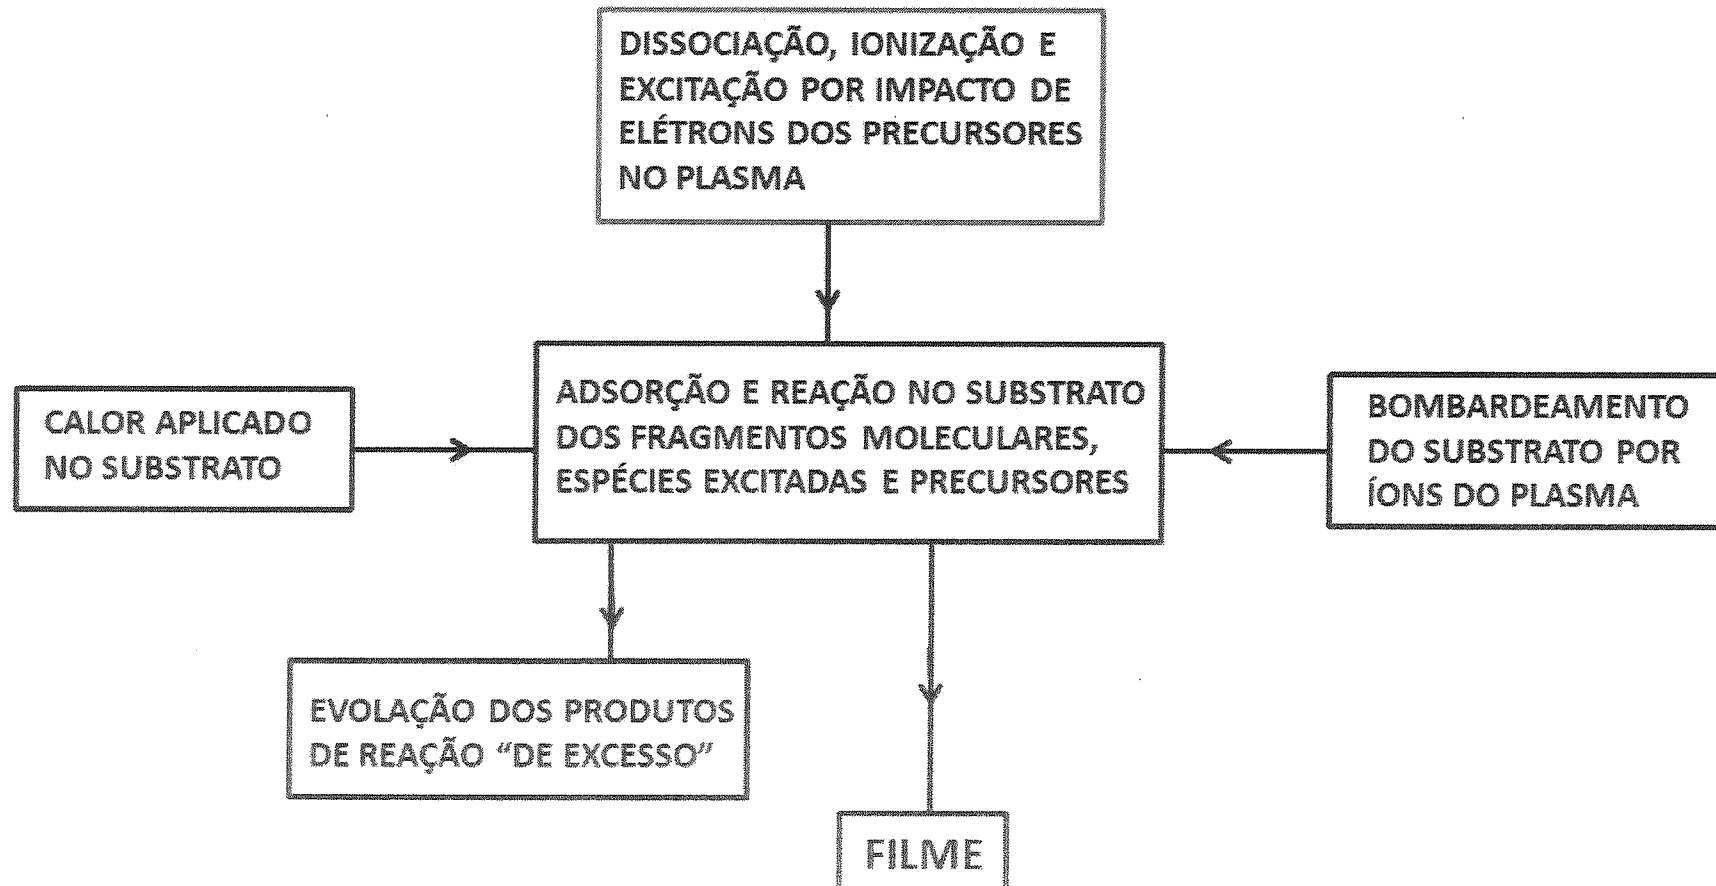 DISSOCIAÇÃO, IONIZAÇÃO E
EXCITAÇÃO POR IMPACTO DE
ELÉTRONS DOS PRECURSORES
NO PLASMA
CALOR APLICADO
NO SUBSTRATO
ADSORÇÃO E REAÇÃO NO SUBSTRATO
DOS FRAGMENTOS MOLECULARES,
ESPÉCIES EXCITADAS E PRECURSORES
BOMBARDEAMENTO
DO SUBSTRATO POR
ÍONS DO PLASMA
EVOLAÇÃO DOS PRODUTOS
DE REAÇÃO “DE EXCESSO”
FILME